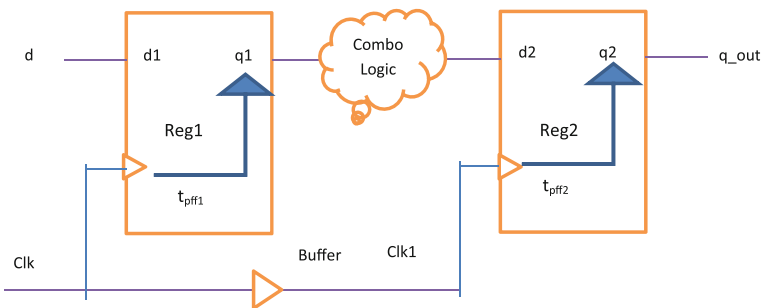 d
d1
q1
Combo
Logic
d2
q2
q_out
Reg1
Reg2
tpff1
tpff2
Clk
Buffer
Clk1